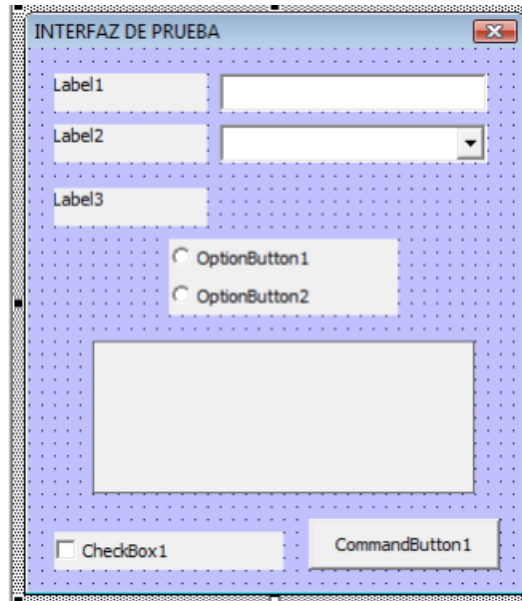 INTERFAZ DE PRUEBA
Label1
Label2
Label3
OptionButton1
OptionButton2
CheckBox1
CommandButton1